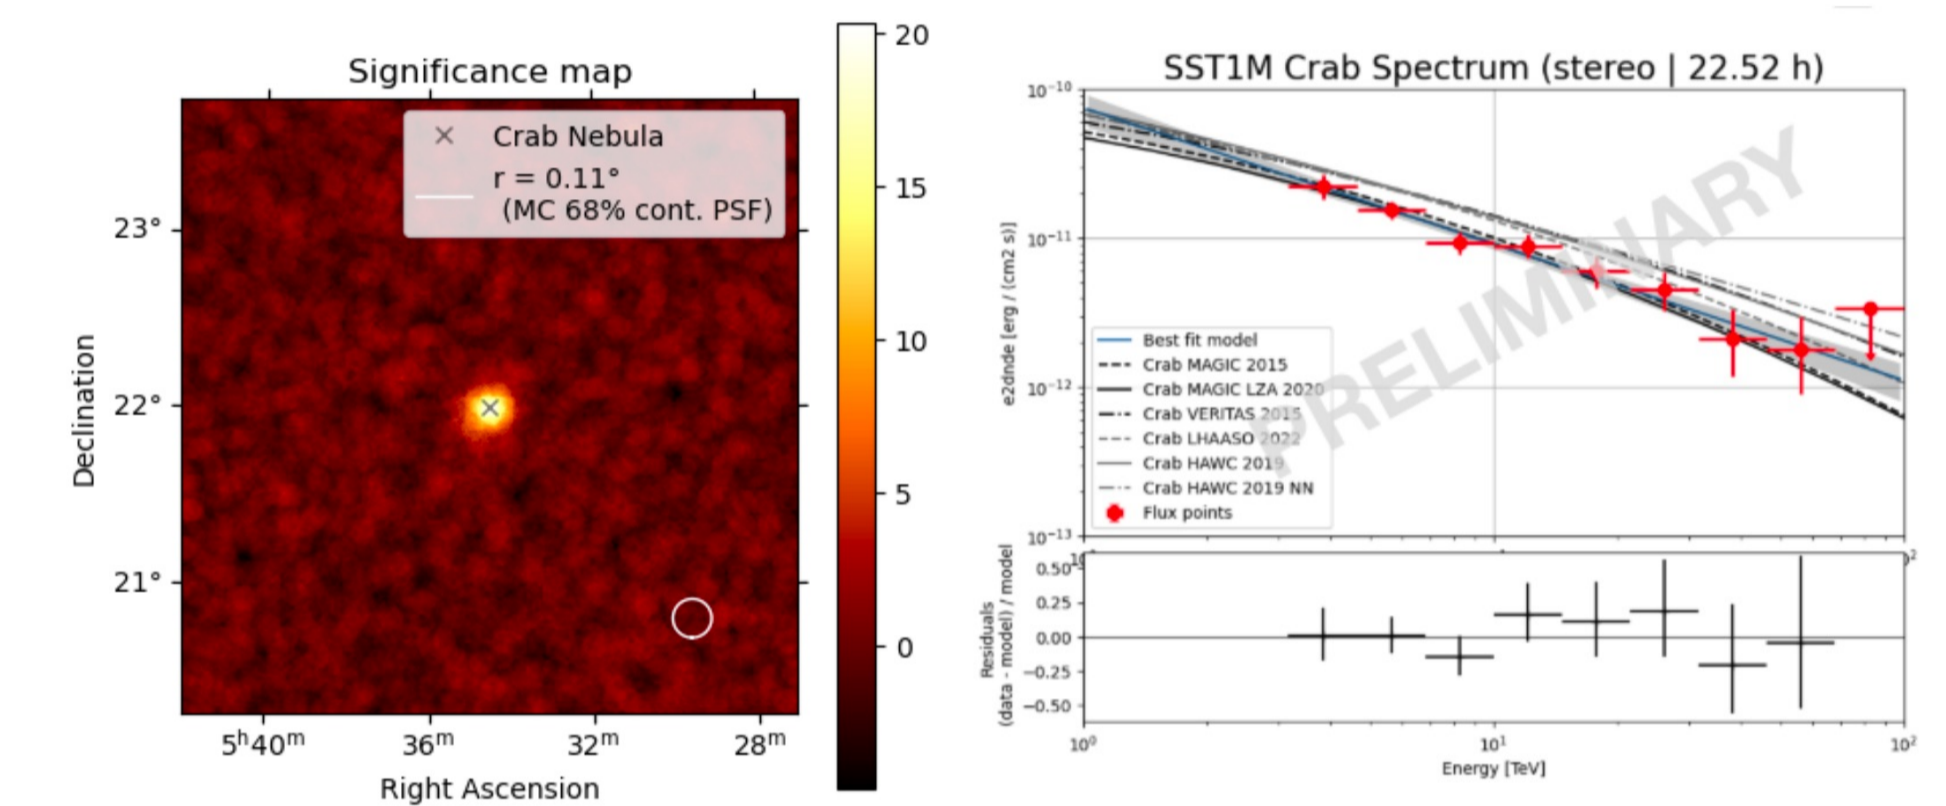 Significance map
Crab Nebula
r = 0.11°
(MC 68% cont. PSF)
23°
22°
21°
Declination
5ʰ40ᵐ
36ᵐ
32ᵐ
28ᵐ
Right Ascension
20
15
10
5
0
SST1M Crab Spectrum (stereo | 22.52 h)
10⁻¹⁰
10⁻¹¹
10⁻¹²
10⁻¹³
e2dnde [erg / (cm2 s)]
Best fit model
Crab MAGIC 2015
Crab MAGIC LZA 2020
Crab VERITAS 2015
Crab LHAASO 2022
Crab HAWC 2019
Crab HAWC 2019 NN
Flux points
PRELIMINARY
0.50
0.25
0.00
−0.25
−0.50
Residuals
(data - model) / model
10⁰
10¹
10²
Energy [TeV]